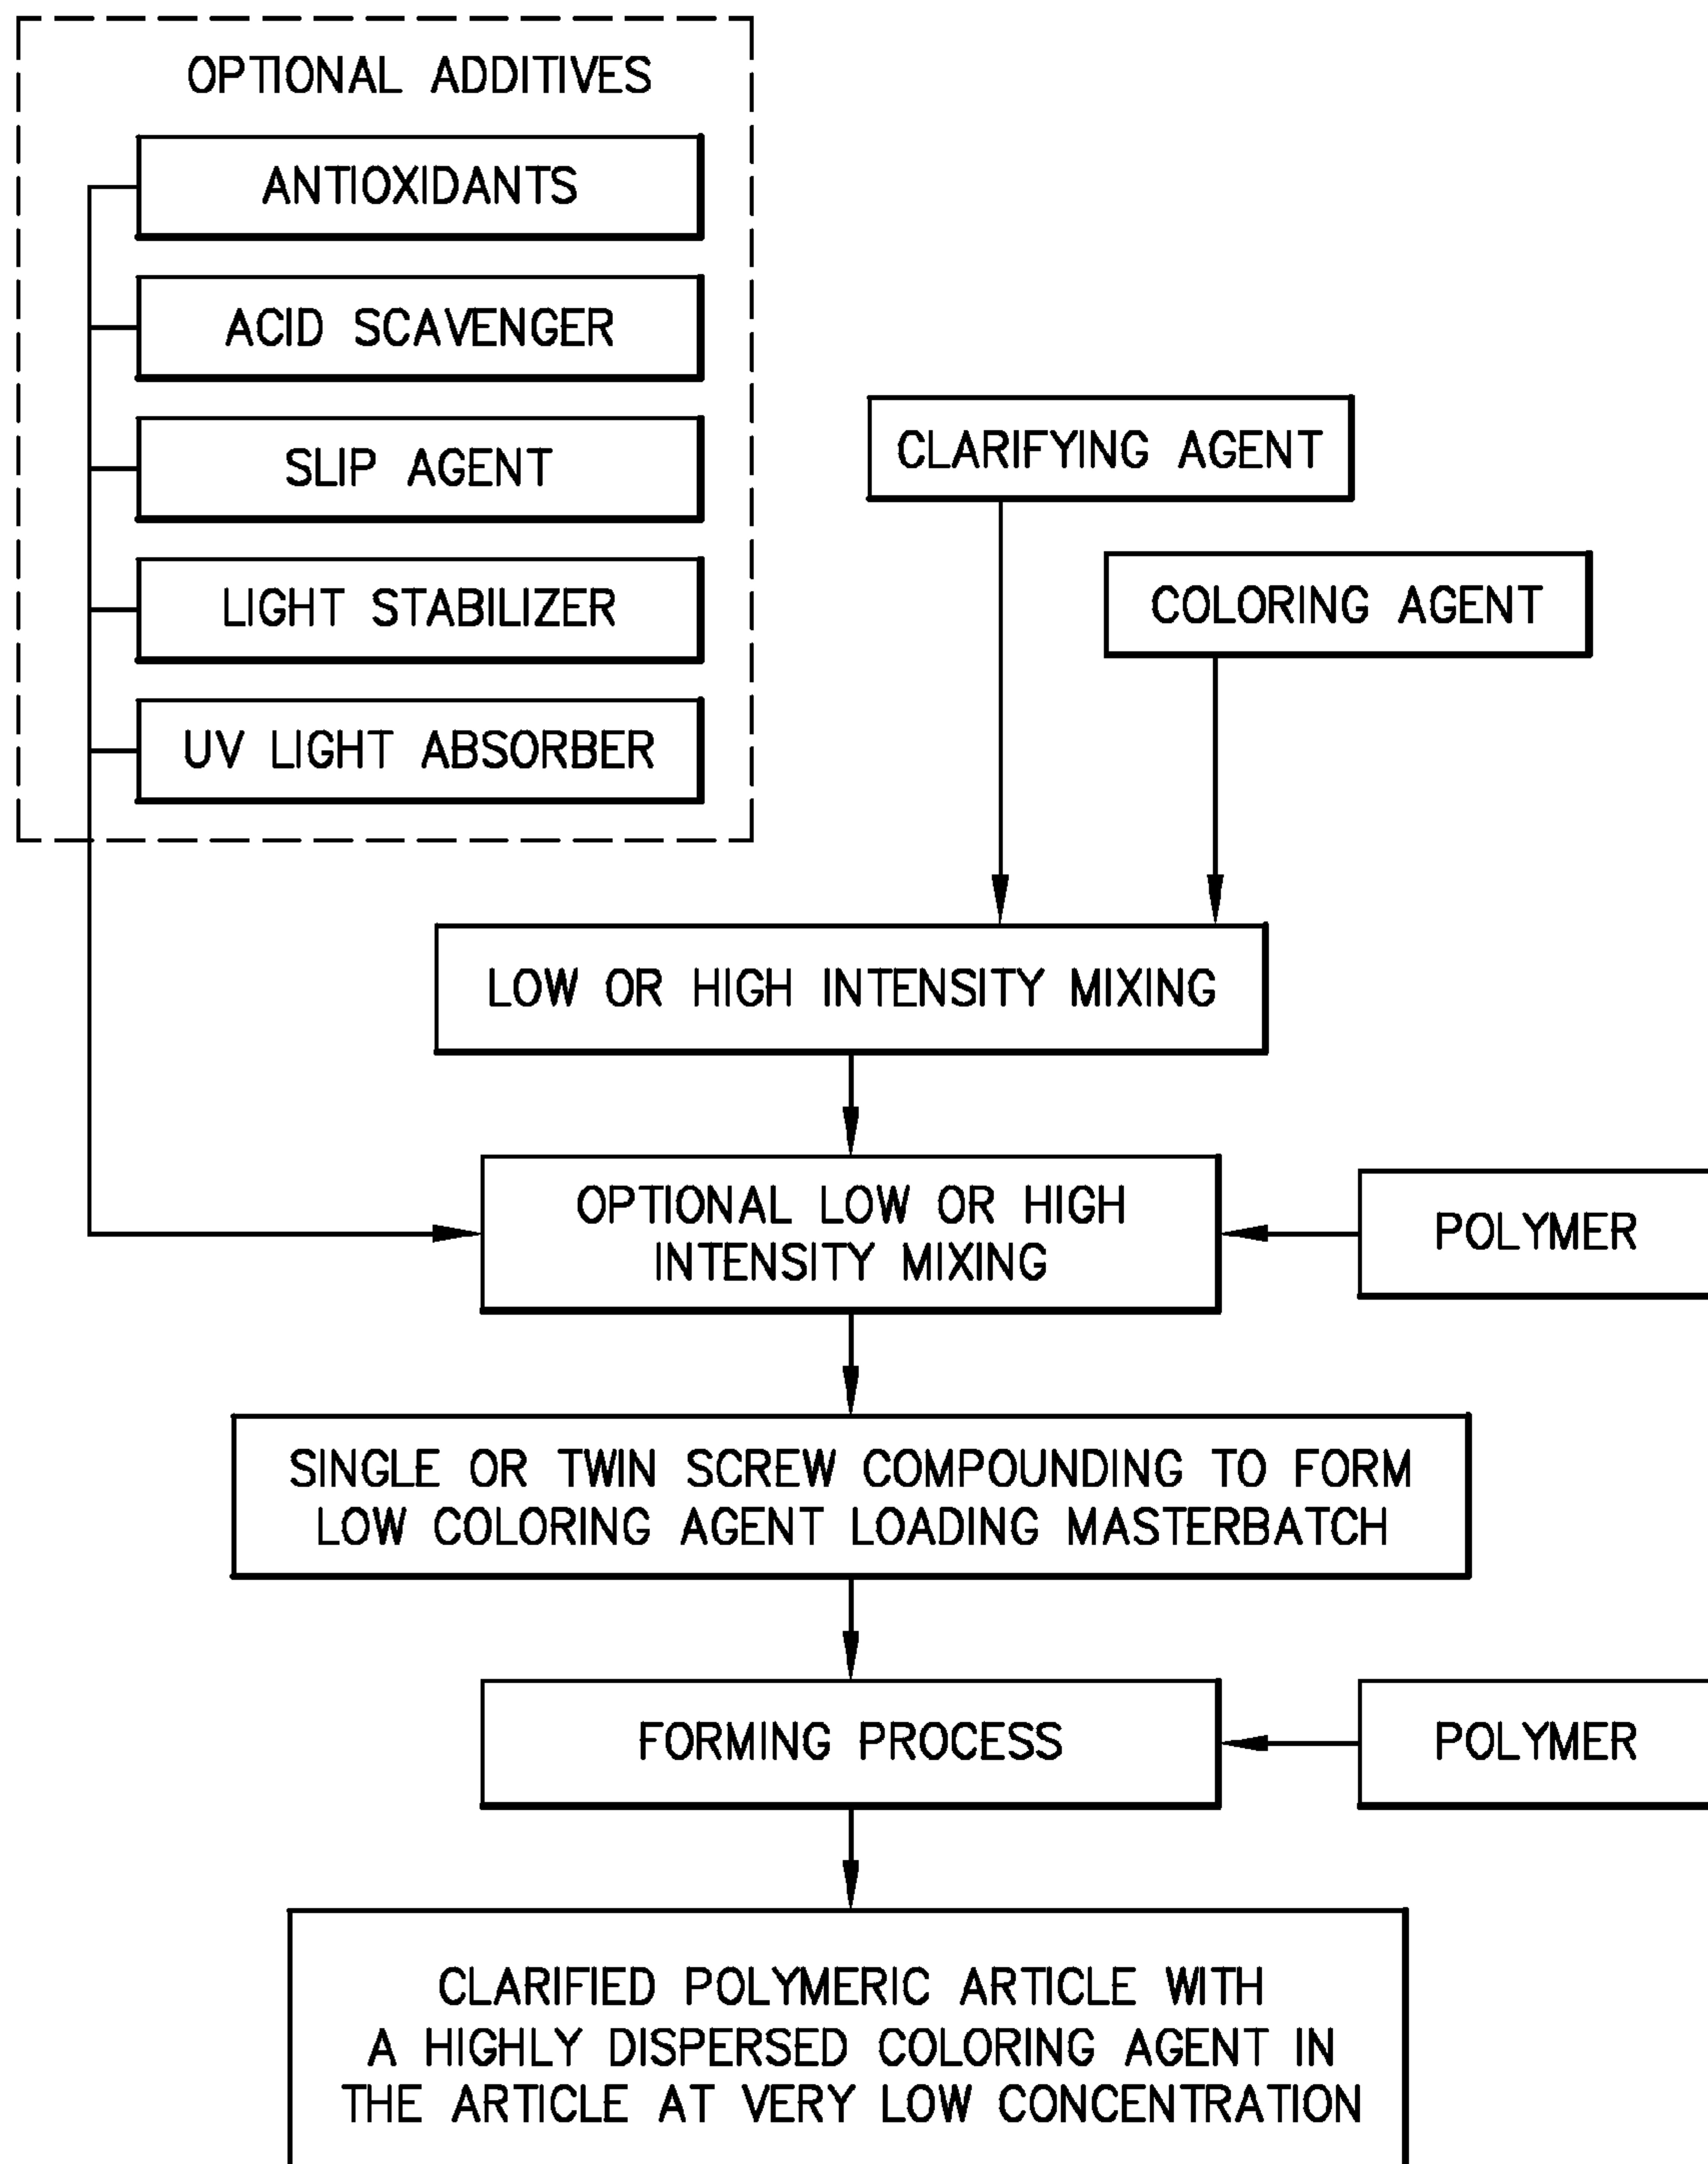 OPTIONAL ADDITIVES
ANTIOXIDANTS
ACID SCAVENGER
SLIP AGENT
LIGHT STABILIZER
UV LIGHT ABSORBER
CLARIFYING AGENT
COLORING AGENT
LOW OR HIGH INTENSITY MIXING
OPTIONAL LOW OR HIGH
INTENSITY MIXING
POLYMER
SINGLE OR TWIN SCREW COMPOUNDING TO FORM
LOW COLORING AGENT LOADING MASTERBATCH
FORMING PROCESS
POLYMER
CLARIFIED POLYMERIC ARTICLE WITH
A HIGHLY DISPERSED COLORING AGENT IN
THE ARTICLE AT VERY LOW CONCENTRATION